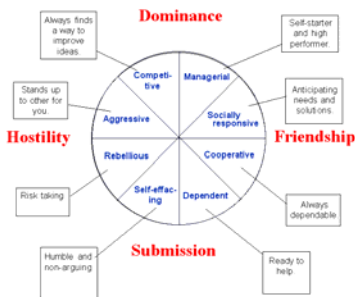 Dominance
Always finds
a way to
improve
ideas.
Self-starter
and high
performer.
Competi-
tive
Managerial
Stands up
to other for
you.
Anticipating
needs and
solutions.
Aggressive
Socially
responsive
Hostility
Friendship
Rebellious
Cooperative
Risk taking
Self-effac-
ing
Dependent
Always
dependable
Submission
Humble and
non-arguing
Ready to
help.